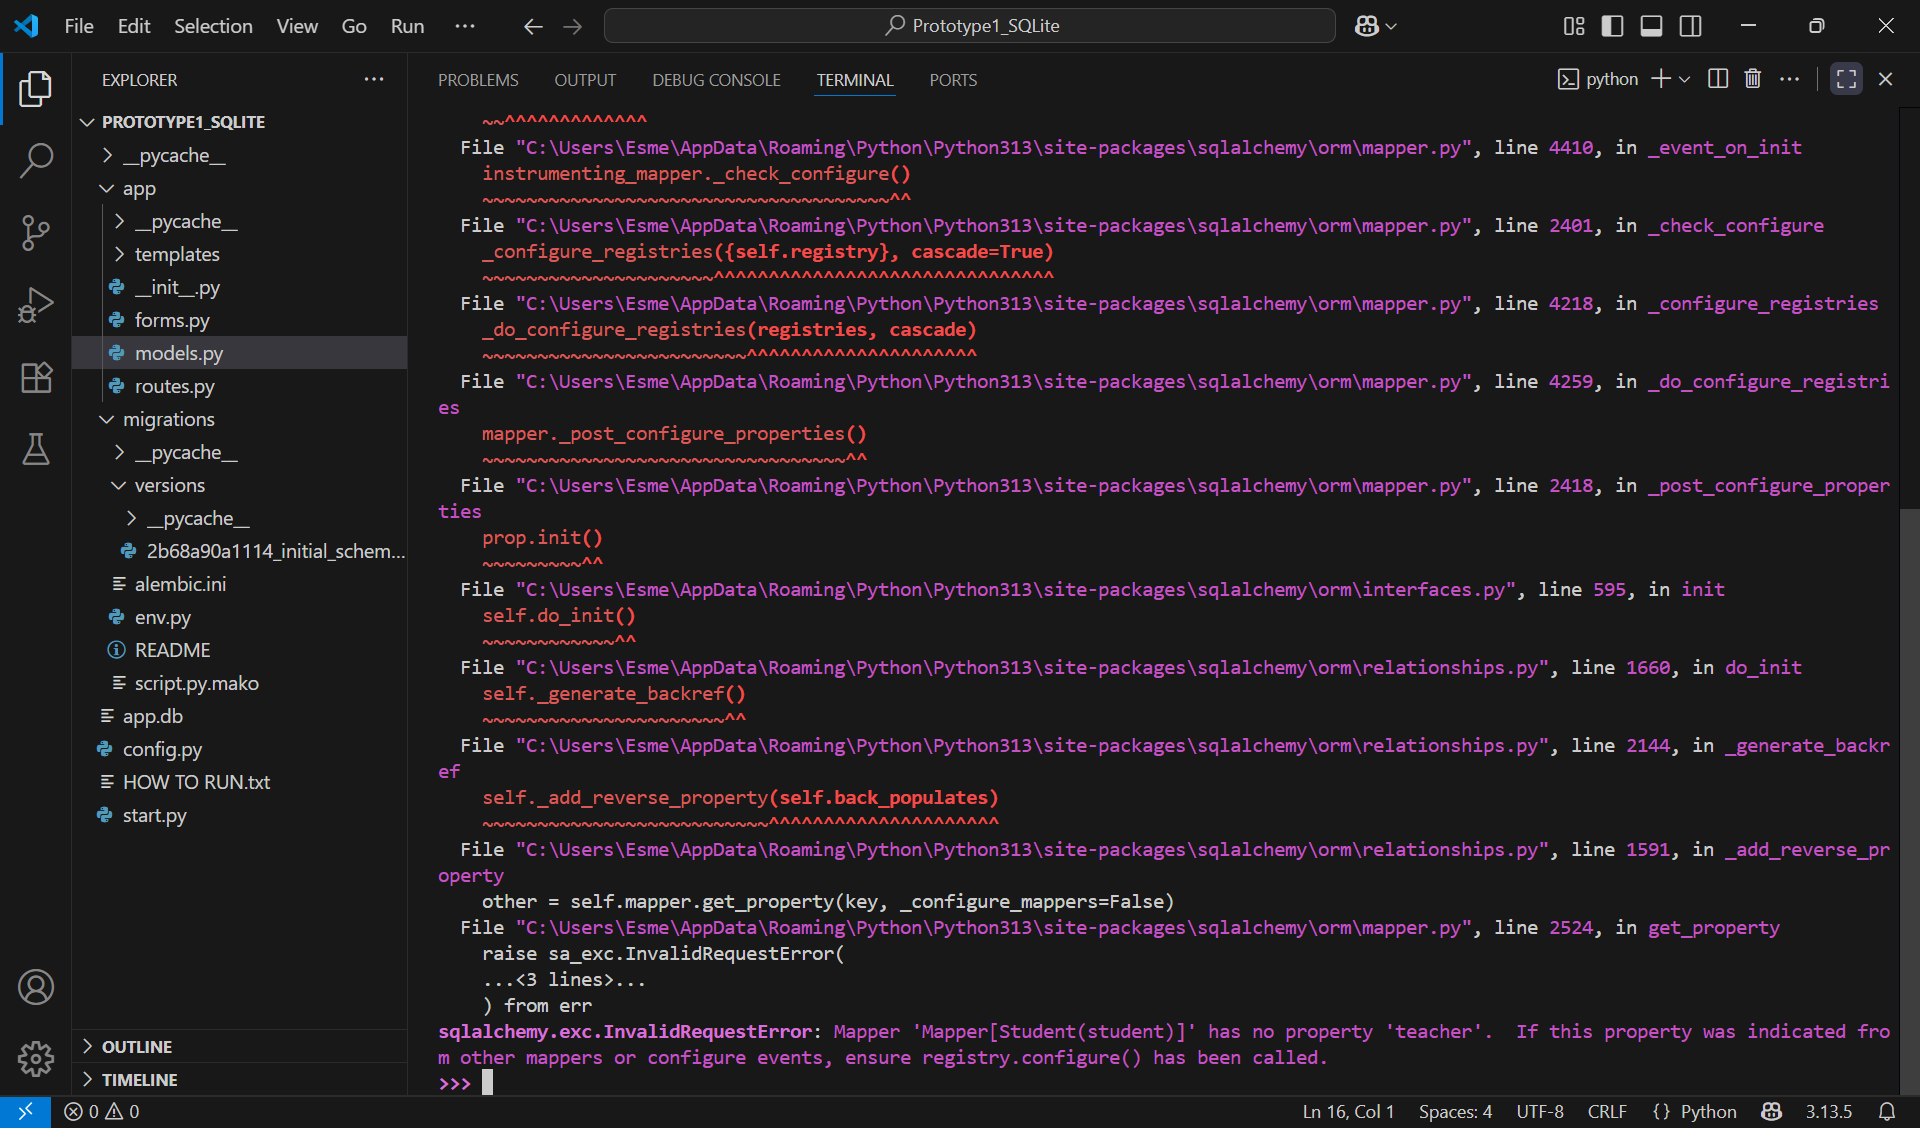 File Edit Selection View Go Run ··· ← → Prototype1_SQLite
EXPLORER ···
PROTOTYPE1_SQLITE
__pycache__
app
__pycache__
templates
__init__.py
forms.py
models.py
routes.py
migrations
__pycache__
versions
__pycache__
2b68a90a1114_initial_schem...
alembic.ini
env.py
README
script.py.mako
app.db
config.py
HOW TO RUN.txt
start.py
OUTLINE
TIMELINE
PROBLEMS OUTPUT DEBUG CONSOLE TERMINAL PORTS python
~~^^^^^^^^^^^^^
File "C:\Users\Esme\AppData\Roaming\Python\Python313\site-packages\sqlalchemy\orm\mapper.py", line 4410, in _event_on_init
instrumenting_mapper._check_configure()
~~~~~~~~~~~~~~~~~~~~~~~~~~~~~~~~~~~~~^^
File "C:\Users\Esme\AppData\Roaming\Python\Python313\site-packages\sqlalchemy\orm\mapper.py", line 2401, in _check_configure
_configure_registries({self.registry}, cascade=True)
~~~~~~~~~~~~~~~~~~~~~^^^^^^^^^^^^^^^^^^^^^^^^^^^^^^^
File "C:\Users\Esme\AppData\Roaming\Python\Python313\site-packages\sqlalchemy\orm\mapper.py", line 4218, in _configure_registries
_do_configure_registries(registries, cascade)
~~~~~~~~~~~~~~~~~~~~~~~~^^^^^^^^^^^^^^^^^^^^^
File "C:\Users\Esme\AppData\Roaming\Python\Python313\site-packages\sqlalchemy\orm\mapper.py", line 4259, in _do_configure_registri
es
mapper._post_configure_properties()
~~~~~~~~~~~~~~~~~~~~~~~~~~~~~~~~~^^
File "C:\Users\Esme\AppData\Roaming\Python\Python313\site-packages\sqlalchemy\orm\mapper.py", line 2418, in _post_configure_proper
ties
prop.init()
~~~~~~~~~^^
File "C:\Users\Esme\AppData\Roaming\Python\Python313\site-packages\sqlalchemy\orm\interfaces.py", line 595, in init
self.do_init()
~~~~~~~~~~~~^^
File "C:\Users\Esme\AppData\Roaming\Python\Python313\site-packages\sqlalchemy\orm\relationships.py", line 1660, in do_init
self._generate_backref()
~~~~~~~~~~~~~~~~~~~~~~^^
File "C:\Users\Esme\AppData\Roaming\Python\Python313\site-packages\sqlalchemy\orm\relationships.py", line 2144, in _generate_backr
ef
self._add_reverse_property(self.back_populates)
~~~~~~~~~~~~~~~~~~~~~~~~~~^^^^^^^^^^^^^^^^^^^^^
File "C:\Users\Esme\AppData\Roaming\Python\Python313\site-packages\sqlalchemy\orm\relationships.py", line 1591, in _add_reverse_pr
operty
other = self.mapper.get_property(key, _configure_mappers=False)
File "C:\Users\Esme\AppData\Roaming\Python\Python313\site-packages\sqlalchemy\orm\mapper.py", line 2524, in get_property
raise sa_exc.InvalidRequestError(
...<3 lines>...
) from err
sqlalchemy.exc.InvalidRequestError: Mapper 'Mapper[Student(student)]' has no property 'teacher'.  If this property was indicated fro
m other mappers or configure events, ensure registry.configure() has been called.
>>>
0 0 Ln 16, Col 1 Spaces: 4 UTF-8 CRLF {} Python 3.13.5